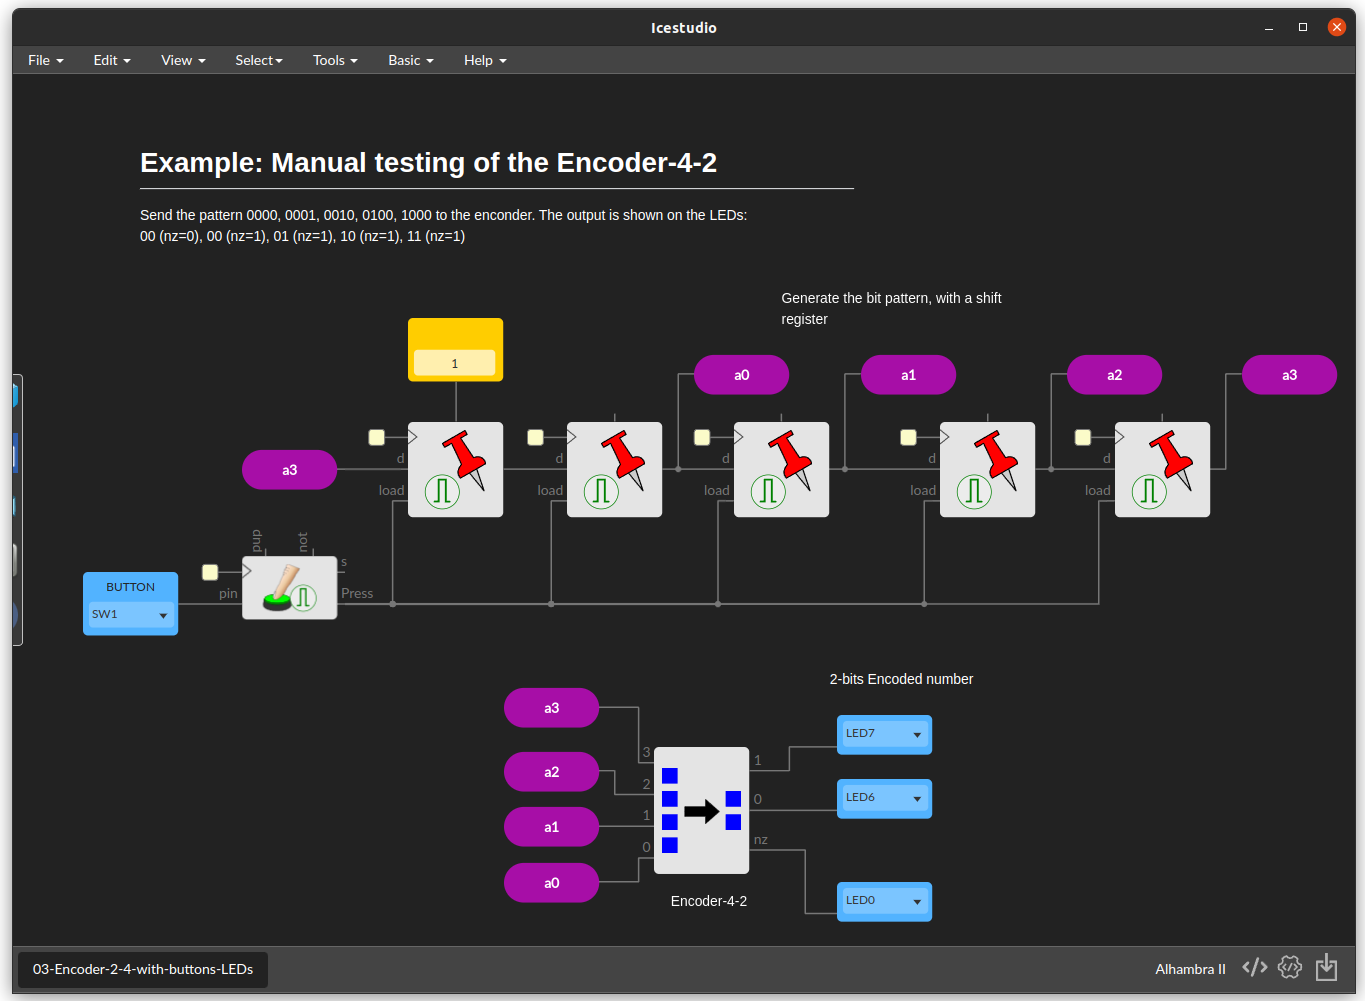 Icestudio
File Edit View Select Tools Basic Help
Example: Manual testing of the Encoder-4-2
Send the pattern 0000, 0001, 0010, 0100, 1000 to the enconder. The output is shown on the LEDs:
00 (nz=0), 00 (nz=1), 01 (nz=1), 10 (nz=1), 11 (nz=1)
Generate the bit pattern, with a shift
register
1
a0
a1
a2
a3
a3
d
load
d
load
d
load
d
load
d
load
pup
not
s
Press
pin
BUTTON
SW1
2-bits Encoded number
a3
a2
a1
a0
3
2
1
0
1
0
nz
LED7
LED6
LED0
Encoder-4-2
03-Encoder-2-4-with-buttons-LEDs
Alhambra II